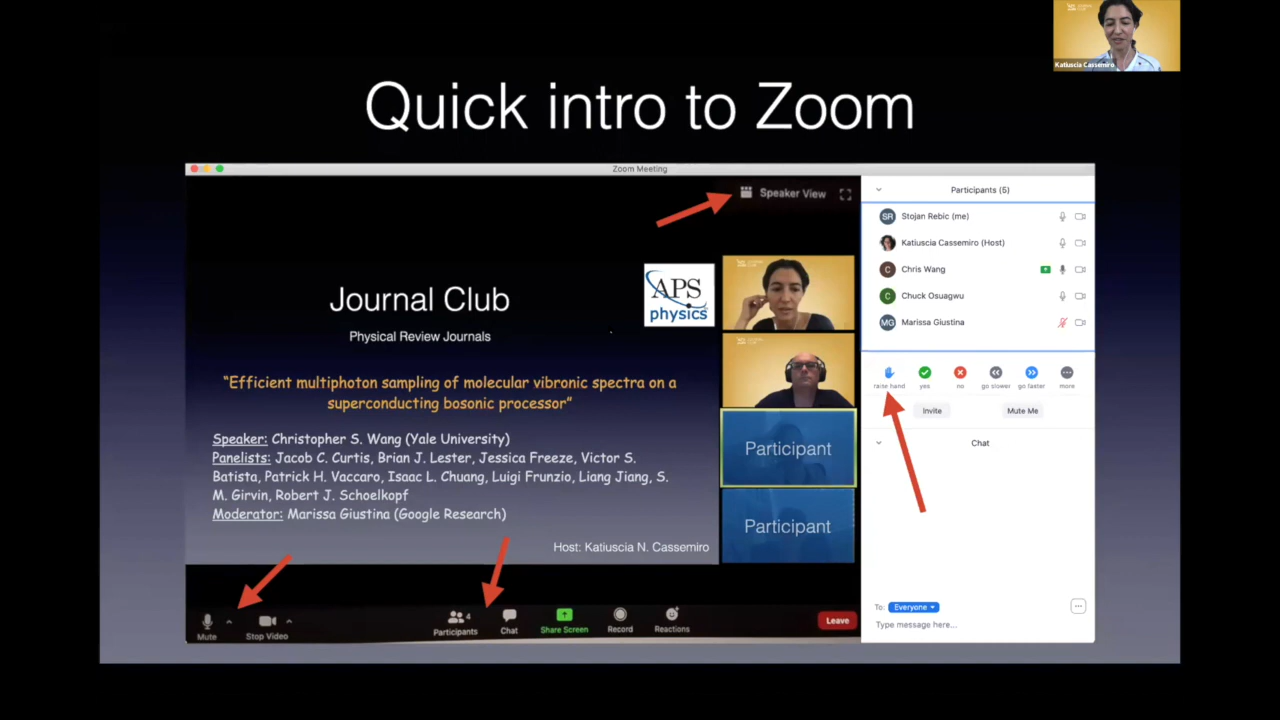 Katiuscia Cassemiro
Quick intro to Zoom
Zoom Meeting
Speaker View
Participants (5)
SR Stojan Rebic (me)
Katiuscia Cassemiro (Host)
C Chris Wang
C Chuck Osuagwu
MG Marissa Giustina
APS
physics
Journal Club
Physical Review Journals
"Efficient multiphoton sampling of molecular vibronic spectra on a
superconducting bosonic processor"
Speaker: Christopher S. Wang (Yale University)
Panelists: Jacob C. Curtis, Brian J. Lester, Jessica Freeze, Victor S.
Batista, Patrick H. Vaccaro, Isaac L. Chuang, Luigi Frunzio, Liang Jiang, S.
M. Girvin, Robert J. Schoelkopf
Moderator: Marissa Giustina (Google Research)
Host: Katiuscia N. Cassemiro
Participant
Participant
raise hand yes no go slower go faster more
Invite Mute Me
Chat
To: Everyone
Type message here...
Mute Stop Video Participants 4 Chat Share Screen Record Reactions Leave